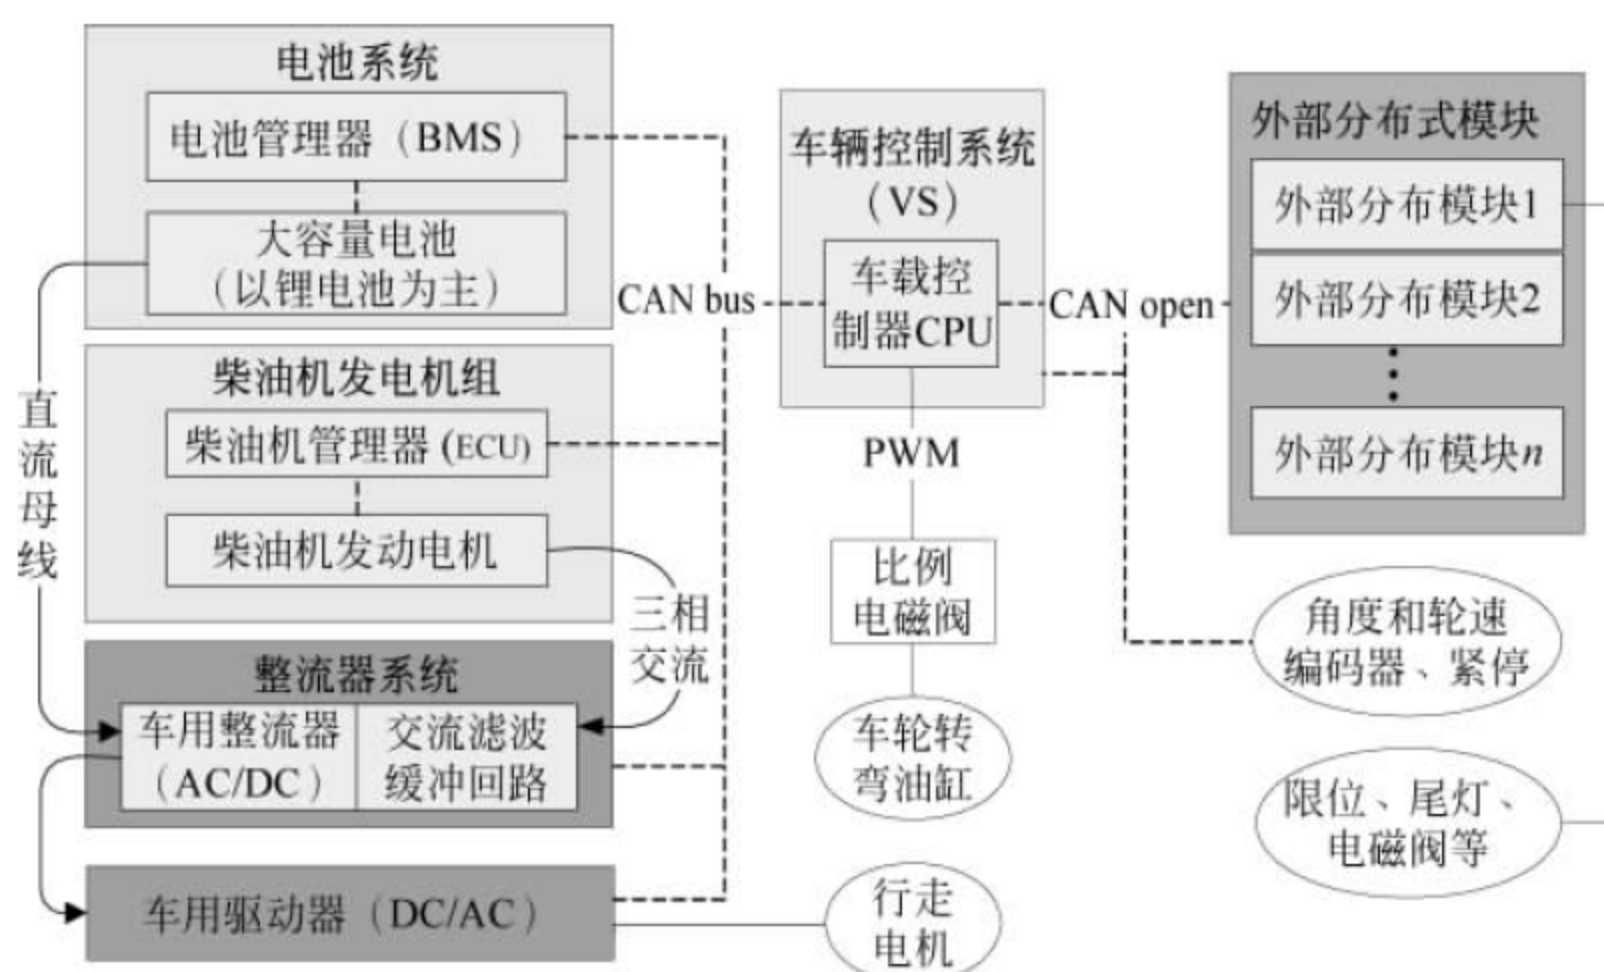 电池系统
电池管理器（BMS）
大容量电池
（以锂电池为主）
柴油机发电机组
柴油机管理器 (ECU)
柴油机发动电机
整流器系统
车用整流器
（AC/DC）
交流滤波
缓冲回路
车用驱动器（DC/AC）
直
流
母
线
三相
交流
CAN bus
车辆控制系统
（VS）
车载控
制器CPU
PWM
比例
电磁阀
车轮转
弯油缸
行走
电机
CAN open
外部分布式模块
外部分布模块1
外部分布模块2
外部分布模块n
角度和轮速
编码器、紧停
限位、尾灯、
电磁阀等